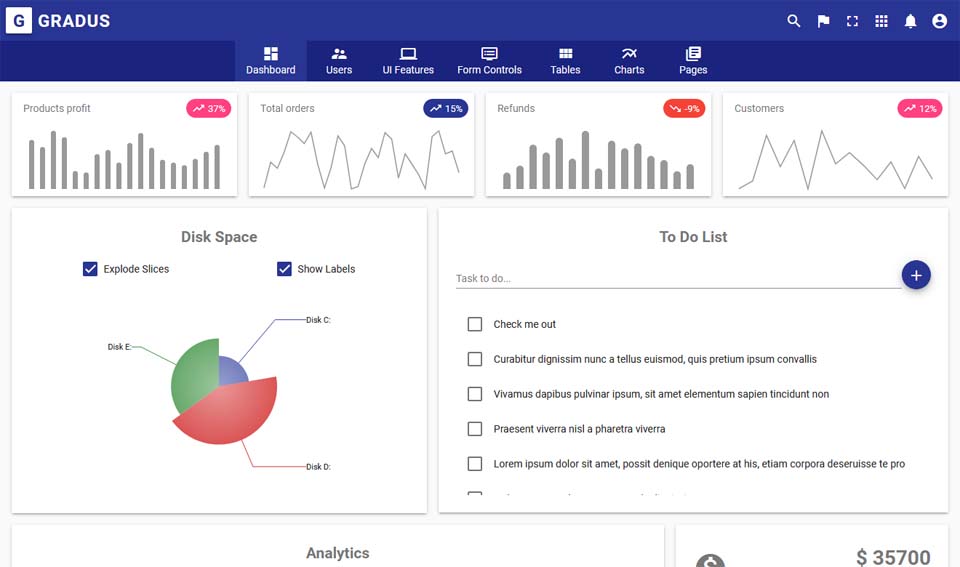 G GRADUS
Dashboard Users UI Features Form Controls Tables Charts Pages
Products profit 37% Total orders 15% Refunds -9% Customers 12%
Disk Space
Explode Slices Show Labels
Disk C:
Disk E:
Disk D:
To Do List
Task to do...
Check me out
Curabitur dignissim nunc a tellus euismod, quis pretium ipsum convallis
Vivamus dapibus pulvinar ipsum, sit amet elementum sapien tincidunt non
Praesent viverra nisl a pharetra viverra
Lorem ipsum dolor sit amet, possit denique oportere at his, etiam corpora deseruisse te pro
Analytics
$ 35700